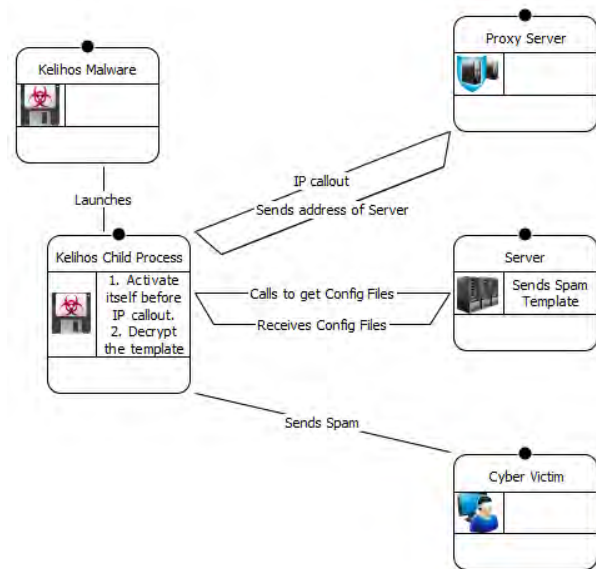 Proxy Server
Kelihos Malware
IP callout
Sends address of Server
Launches
Kelihos Child Process
1. Activate
itself before
IP callout.
2. Decrypt
the template
Calls to get Config Files
Receives Config Files
Server
Sends Spam
Template
Sends Spam
Cyber Victim